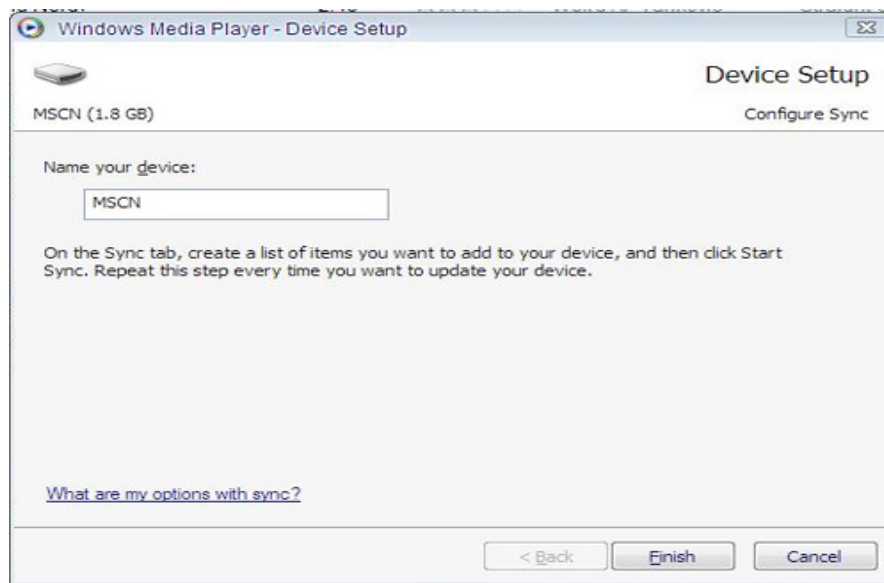 Windows Media Player - Device Setup
Device Setup
MSCN (1.8 GB)
Configure Sync
Name your device:
MSCN
On the Sync tab, create a list of items you want to add to your device, and then click Start
Sync. Repeat this step every time you want to update your device.
What are my options with sync?
< Back
Finish
Cancel